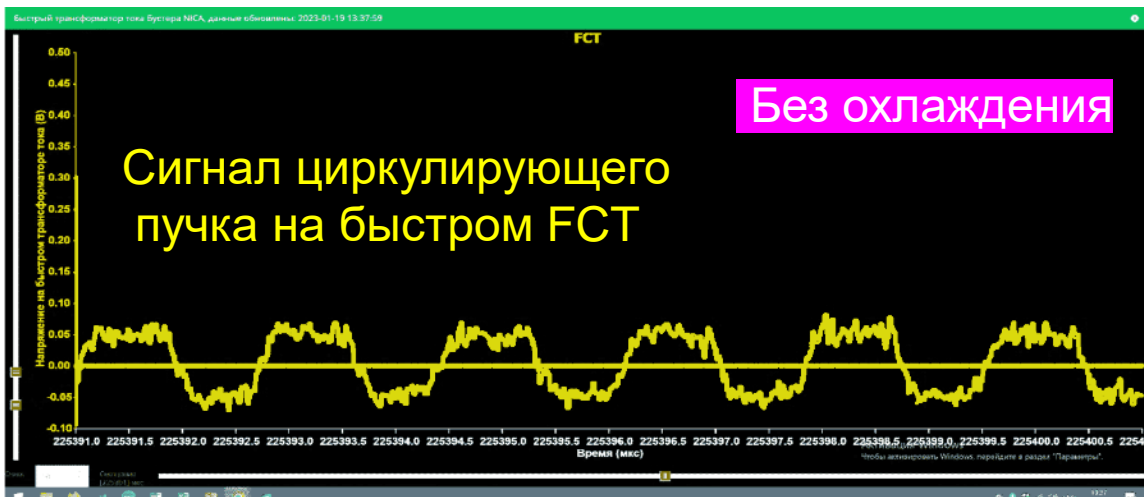 Быстрый трансформатор тока Бустера NICA, данные обновлены: 2023-01-19 13:37:59
FCT
Без охлаждения
Сигнал циркулирующего
пучка на быстром FCT
Напряжение на быстром трансформаторе тока (В)
0.50
0.45
0.40
0.35
0.30
0.25
0.20
0.15
0.10
0.05
0.00
-0.05
-0.10
225391.0 225391.5 225392.0 225392.5 225393.0 225393.5 225394.0 225394.5 225395.0 225395.5 225396.0 225396.5 225397.0 225397.5 225398.0 225398.5 225399.0 225399.5 225400.0 225400.5 2254
Время (мкс)
Активация Windows
Чтобы активировать Windows, перейдите в раздел "Параметры".
13:37